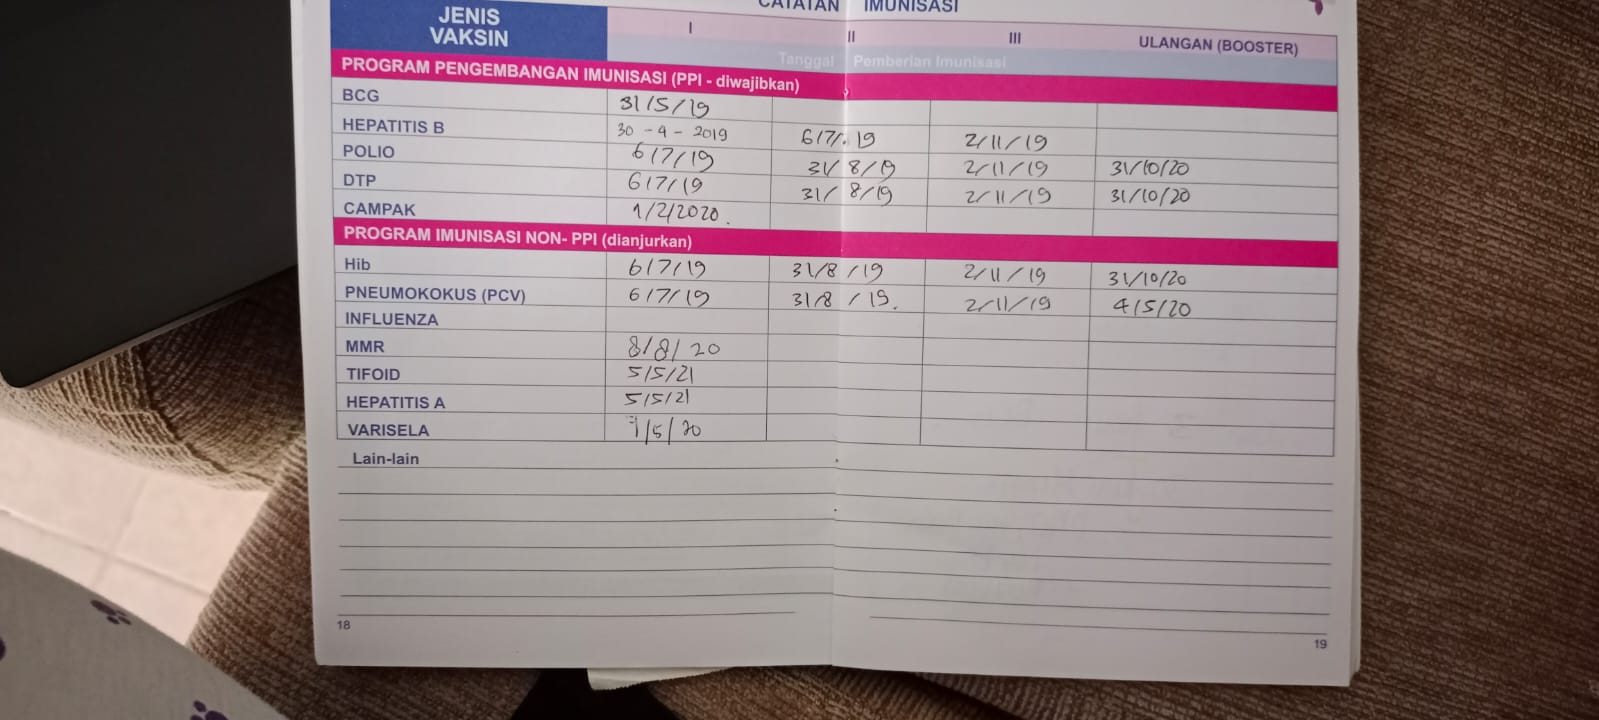 CATATAN IMUNISASI
JENIS VAKSIN I II III ULANGAN (BOOSTER)
Tanggal Pemberian Imunisasi
PROGRAM PENGEMBANGAN IMUNISASI (PPI - diwajibkan)
BCG 31/5/19
HEPATITIS B 30 - 4 - 2019 6/7/19 2/11/19
POLIO 6/7/19 31/8/19 2/11/19 31/10/20
DTP 6/7/19 31/8/19 2/11/19 31/10/20
CAMPAK 1/2/2020.
PROGRAM IMUNISASI NON- PPI (dianjurkan)
Hib 6/7/19 31/8/19 2/11/19 31/10/20
PNEUMOKOKUS (PCV) 6/7/19 31/8/19. 2/11/19 4/5/20
INFLUENZA
MMR 8/8/20
TIFOID 5/5/21
HEPATITIS A 5/5/21
VARISELA
Lain-lain
18 19